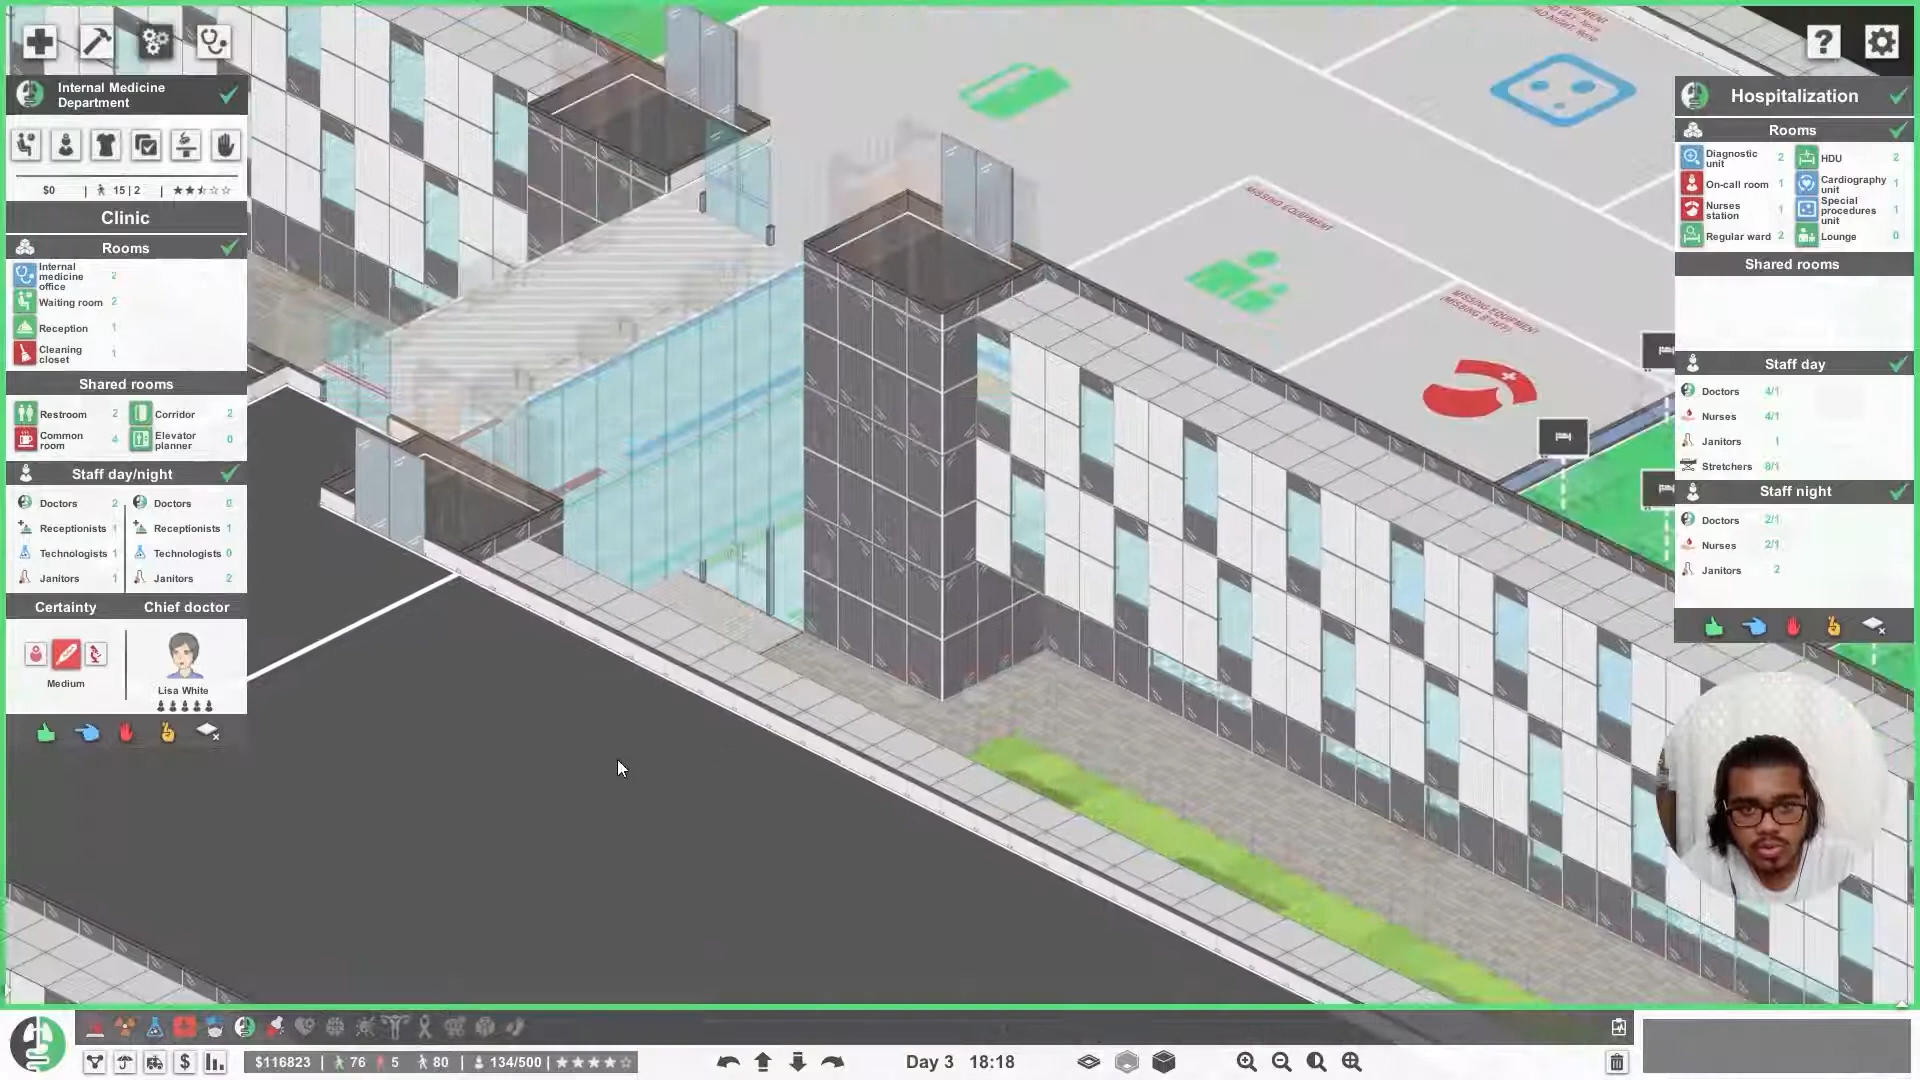 Internal Medicine
Department
$0 | 15|2 |
Clinic
Rooms
Internal
medicine
office
2
Waiting room 2
Reception 1
Cleaning
closet
1
Shared rooms
Restroom 2
Corridor 2
Common
room
4
Elevator
planner
0
Staff day/night
Doctors 2
Doctors 0
Receptionists 1
Receptionists 1
Technologists 1
Technologists 0
Janitors 1
Janitors 2
Certainty
Chief doctor
Medium
Lisa White
MISSING EQUIPMENT
MISSING EQUIPMENT
(MISSING STAFF)
?
Hospitalization
Rooms
Diagnostic
unit
2
HDU 2
On-call room 1
Cardiography
unit
1
Nurses
station
1
Special
procedures
unit
1
Regular ward 2
Lounge 0
Shared rooms
Staff day
Doctors 4/1
Nurses 4/1
Janitors 1
Stretchers 8/1
Staff night
Doctors 2/1
Nurses 2/1
Janitors 2
$116823 | 76 5 | 80 | 134/500 |
Day 3 18:18